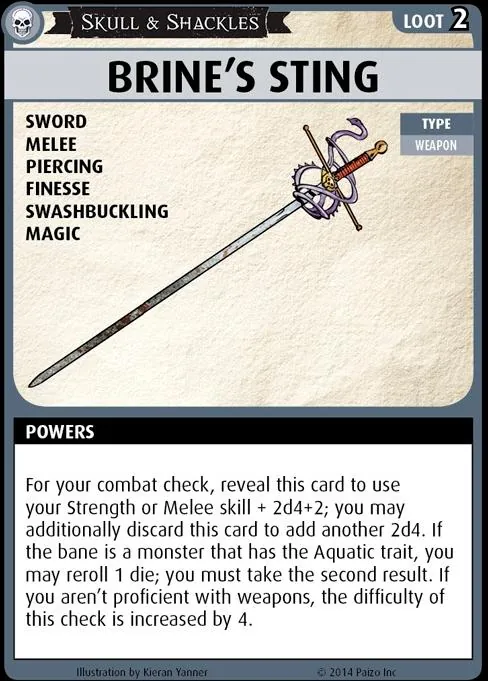 SKULL & SHACKLES
LOOT 2
BRINE'S STING
SWORD
MELEE
PIERCING
FINESSE
SWASHBUCKLING
MAGIC
TYPE
WEAPON
POWERS
For your combat check, reveal this card to use
your Strength or Melee skill + 2d4+2; you may
additionally discard this card to add another 2d4. If
the bane is a monster that has the Aquatic trait, you
may reroll 1 die; you must take the second result. If
you aren't proficient with weapons, the difficulty of
this check is increased by 4.
Illustration by Kieran Yanner
© 2014 Paizo Inc